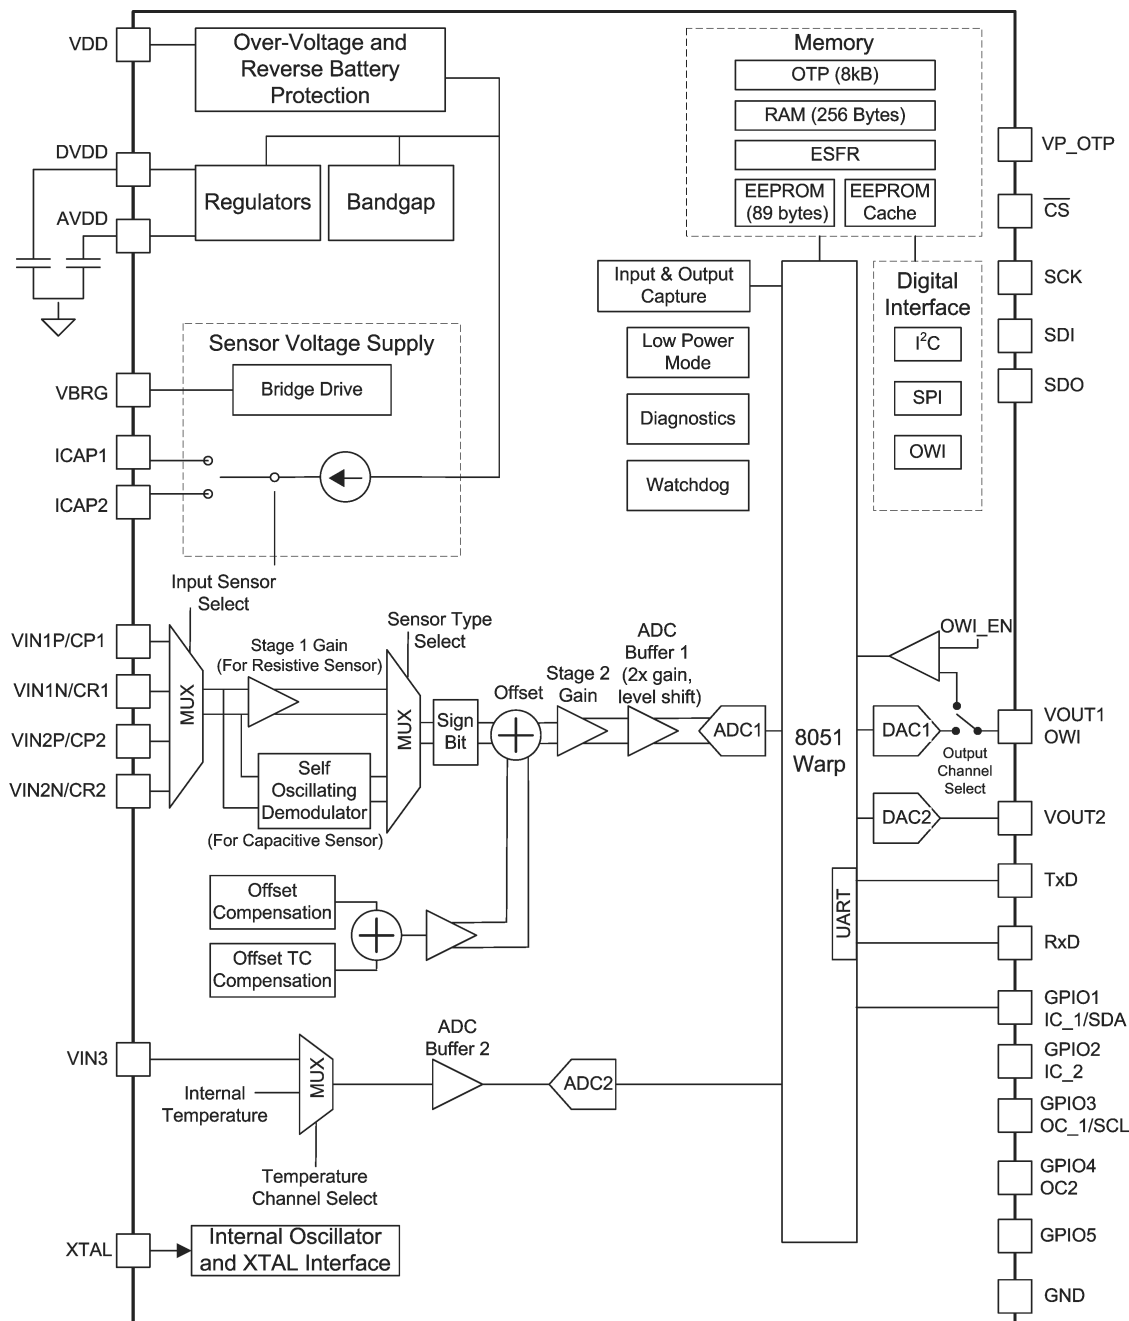 VDD
Over-Voltage and
Reverse Battery
Protection
DVDD
AVDD
Regulators
Bandgap
Sensor Voltage Supply
Bridge Drive
VBRG
ICAP1
ICAP2
Input Sensor
Select
Memory
OTP (8kB)
RAM (256 Bytes)
ESFR
EEPROM
(89 bytes)
EEPROM
Cache
Input & Output
Capture
Low Power
Mode
Diagnostics
Watchdog
Digital
Interface
I²C
SPI
OWI
VP_OTP
CS
SCK
SDI
SDO
VIN1P/CP1
VIN1N/CR1
VIN2P/CP2
VIN2N/CR2
MUX
Stage 1 Gain
(For Resistive Sensor)
Self
Oscillating
Demodulator
(For Capacitive Sensor)
Sensor Type
Select
MUX
Sign
Bit
Offset
Stage 2
Gain
ADC
Buffer 1
(2x gain,
level shift)
ADC1
8051
Warp
OWI_EN
DAC1
Output
Channel
Select
DAC2
UART
VOUT1
OWI
VOUT2
TxD
RxD
GPIO1
IC_1/SDA
GPIO2
IC_2
GPIO3
OC_1/SCL
GPIO4
OC2
GPIO5
GND
Offset
Compensation
Offset TC
Compensation
VIN3
Internal
Temperature
MUX
Temperature
Channel Select
ADC
Buffer 2
ADC2
XTAL
Internal Oscillator
and XTAL Interface